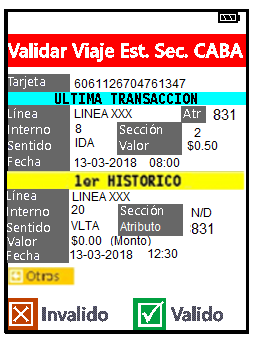 Validar Viaje Est. Sec. CABA
Tarjeta 6061126704761347
ULTIMA TRANSACCION
Línea LINEA XXX Atr 831
Interno 8 Sección 2
Sentido IDA Valor $0.50
Fecha 13-03-2018 08:00
1er HISTORICO
Línea LINEA XXX
Interno 20 Sección N/D
Sentido VLTA Atributo 831
Valor $0.00 (Monto)
Fecha 13-03-2018 12:30
Otros
Invalido Valido